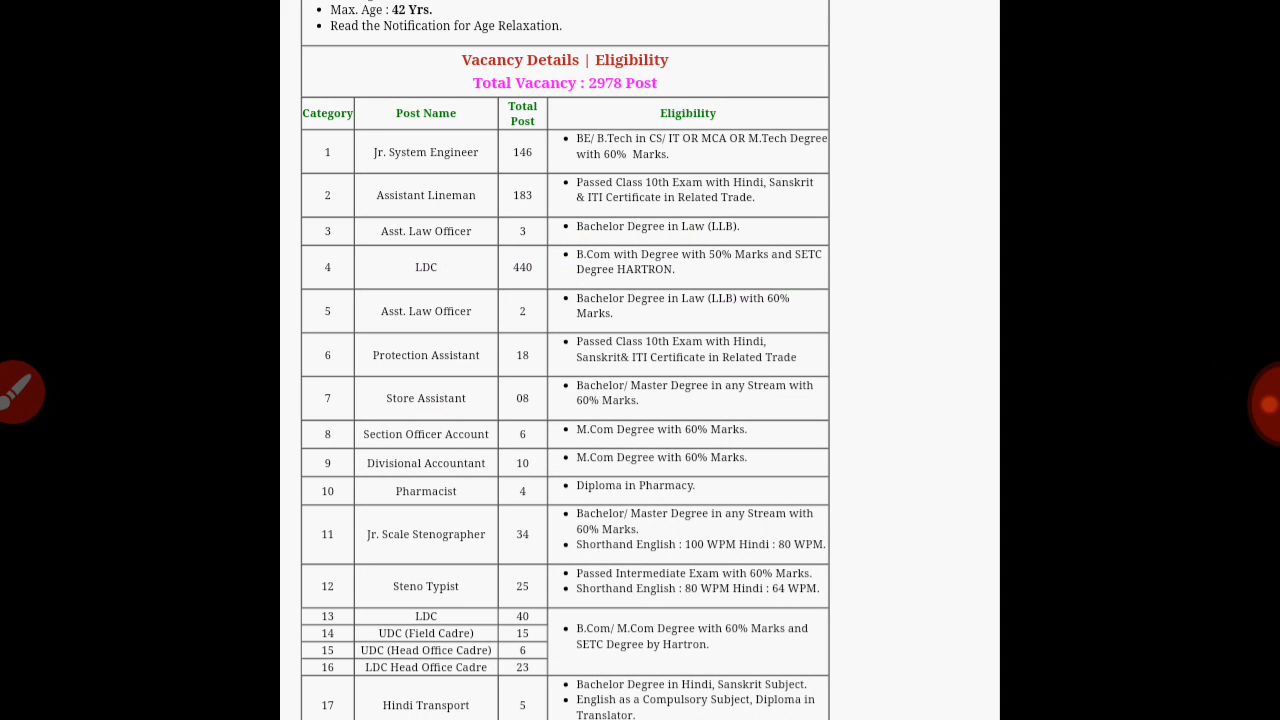 Max. Age : 42 Yrs.
Read the Notification for Age Relaxation.
Vacancy Details | Eligibility
Total Vacancy : 2978 Post
Category Post Name Total Post Eligibility
1 Jr. System Engineer 146 BE/ B.Tech in CS/ IT OR MCA OR M.Tech Degree
with 60% Marks.
2 Assistant Lineman 183 Passed Class 10th Exam with Hindi, Sanskrit
& ITI Certificate in Related Trade.
3 Asst. Law Officer 3 Bachelor Degree in Law (LLB).
4 LDC 440 B.Com with Degree with 50% Marks and SETC
Degree HARTRON.
5 Asst. Law Officer 2 Bachelor Degree in Law (LLB) with 60%
Marks.
6 Protection Assistant 18 Passed Class 10th Exam with Hindi,
Sanskrit& ITI Certificate in Related Trade
7 Store Assistant 08 Bachelor/ Master Degree in any Stream with
60% Marks.
8 Section Officer Account 6 M.Com Degree with 60% Marks.
9 Divisional Accountant 10 M.Com Degree with 60% Marks.
10 Pharmacist 4 Diploma in Pharmacy.
11 Jr. Scale Stenographer 34 Bachelor/ Master Degree in any Stream with
60% Marks.
Shorthand English : 100 WPM Hindi : 80 WPM.
12 Steno Typist 25 Passed Intermediate Exam with 60% Marks.
Shorthand English : 80 WPM Hindi : 64 WPM.
13 LDC 40
14 UDC (Field Cadre) 15
15 UDC (Head Office Cadre) 6
16 LDC Head Office Cadre 23
B.Com/ M.Com Degree with 60% Marks and
SETC Degree by Hartron.
17 Hindi Transport 5 Bachelor Degree in Hindi, Sanskrit Subject.
English as a Compulsory Subject, Diploma in
Translator.